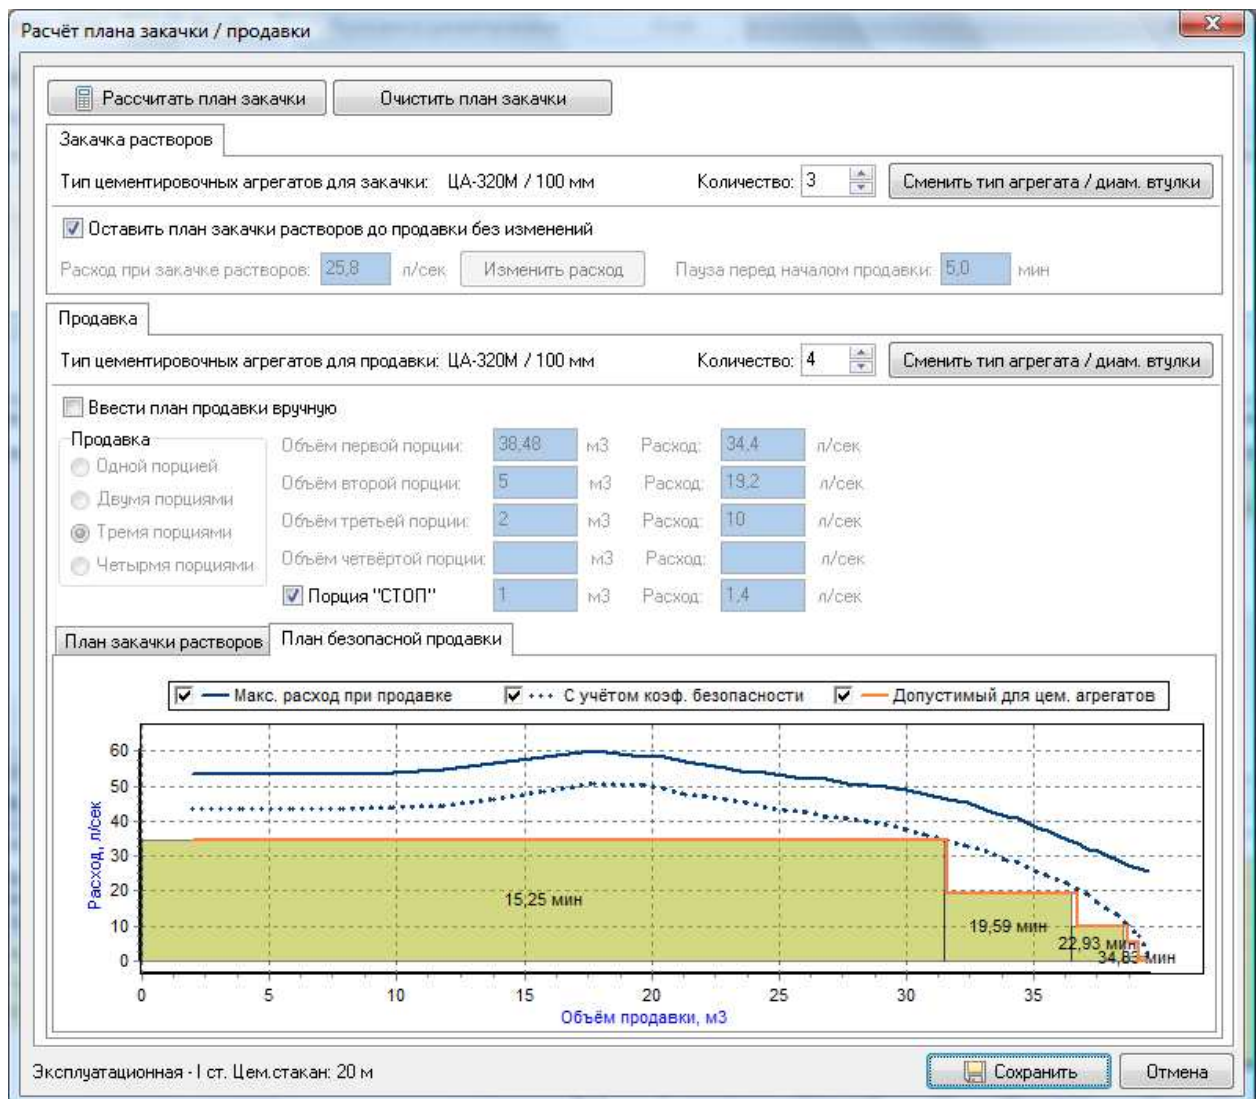 Расчёт плана закачки / продавки
Рассчитать план закачки Очистить план закачки
Закачка растворов
Тип цементировочных агрегатов для закачки: ЦА-320М / 100 мм Количество: 3 Сменить тип агрегата / диам. втулки
Оставить план закачки растворов до продавки без изменений
Расход при закачке растворов: 25,8 л/сек Изменить расход Пауза перед началом продавки: 5,0 мин
Продавка
Тип цементировочных агрегатов для продавки: ЦА-320М / 100 мм Количество: 4 Сменить тип агрегата / диам. втулки
Ввести план продавки вручную
Продавка
Одной порцией
Двумя порциями
Тремя порциями
Четырмя порциями
Объём первой порции: 38,48 м3 Расход: 34,4 л/сек
Объём второй порции: 5 м3 Расход: 19,2 л/сек
Объём третьей порции: 2 м3 Расход: 10 л/сек
Объём четвёртой порции: м3 Расход: л/сек
Порция "СТОП" 1 м3 Расход: 1,4 л/сек
План закачки растворов План безопасной продавки
Макс. расход при продавке С учётом коэф. безопасности Допустимый для цем. агрегатов
Расход, л/сек
60
50
40
30
20
10
0
15,25 мин
19,59 мин
22,93 мин
34,83 мин
0 5 10 15 20 25 30 35
Объём продавки, м3
Эксплуатационная - I ст. Цем.стакан: 20 м Сохранить Отмена